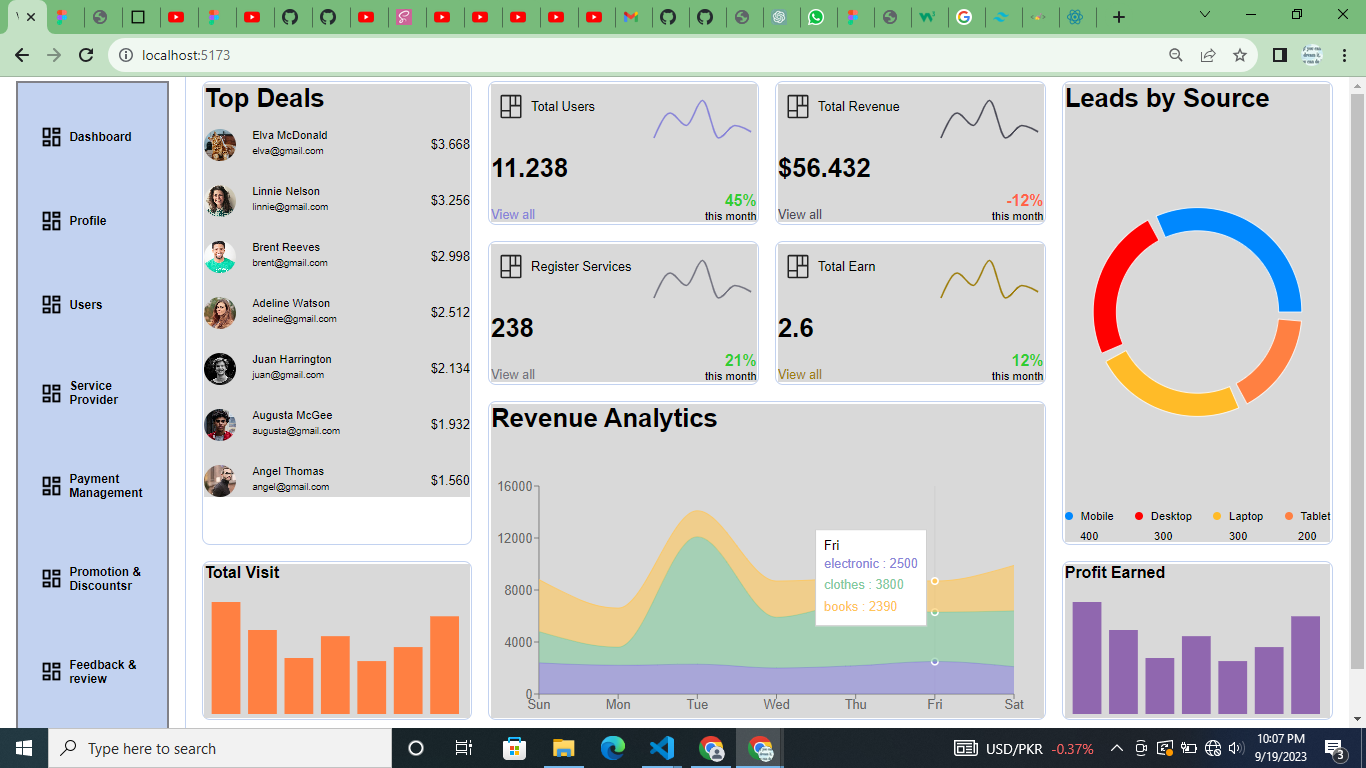 localhost:5173
Dashboard
Profile
Users
Service
Provider
Payment
Management
Promotion &
Discountsr
Feedback &
review
Top Deals
Elva McDonald
elva@gmail.com
$3.668
Linnie Nelson
linnie@gmail.com
$3.256
Brent Reeves
brent@gmail.com
$2.998
Adeline Watson
adeline@gmail.com
$2.512
Juan Harrington
juan@gmail.com
$2.134
Augusta McGee
augusta@gmail.com
$1.932
Angel Thomas
angel@gmail.com
$1.560
Total Visit
Total Users
11.238
View all
45%
this month
Total Revenue
$56.432
View all
-12%
this month
Register Services
238
View all
21%
this month
Total Earn
2.6
View all
12%
this month
Revenue Analytics
16000
12000
8000
4000
0
Sun Mon Tue Wed Thu Fri Sat
Fri
electronic : 2500
clothes : 3800
books : 2390
Leads by Source
Mobile Desktop Laptop Tablet
400 300 300 200
Profit Earned
Type here to search
USD/PKR -0.37%
10:07 PM
9/19/2023
3